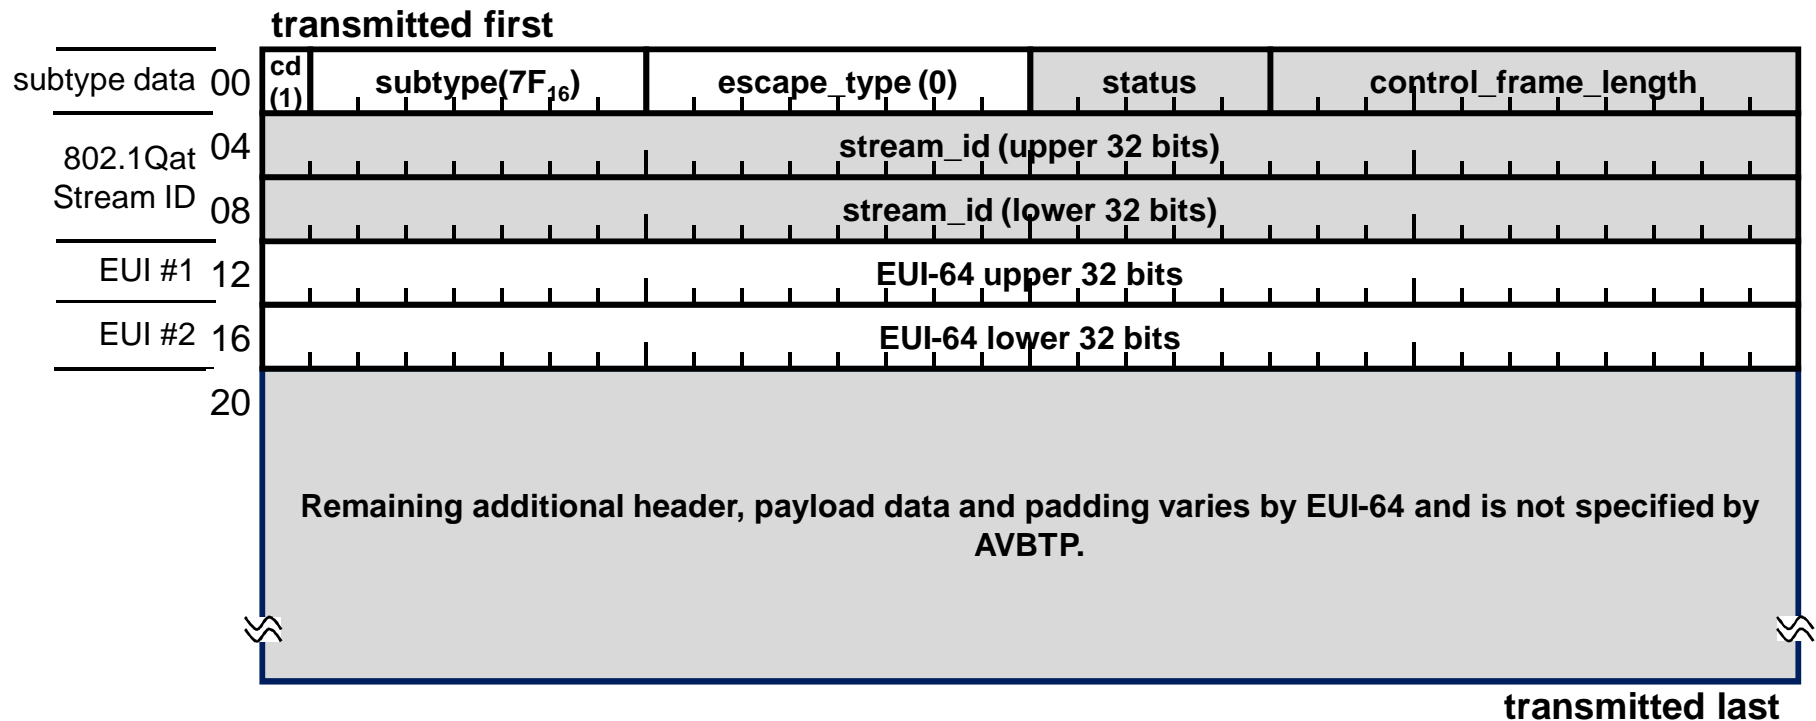 transmitted first
subtype data 00 cd (1) subtype(7F₁₆) escape_type (0) status control_frame_length
802.1Qat Stream ID
04 stream_id (upper 32 bits)
08 stream_id (lower 32 bits)
EUI #1 12 EUI-64 upper 32 bits
EUI #2 16 EUI-64 lower 32 bits
20
Remaining additional header, payload data and padding varies by EUI-64 and is not specified by
AVBTP.
transmitted last